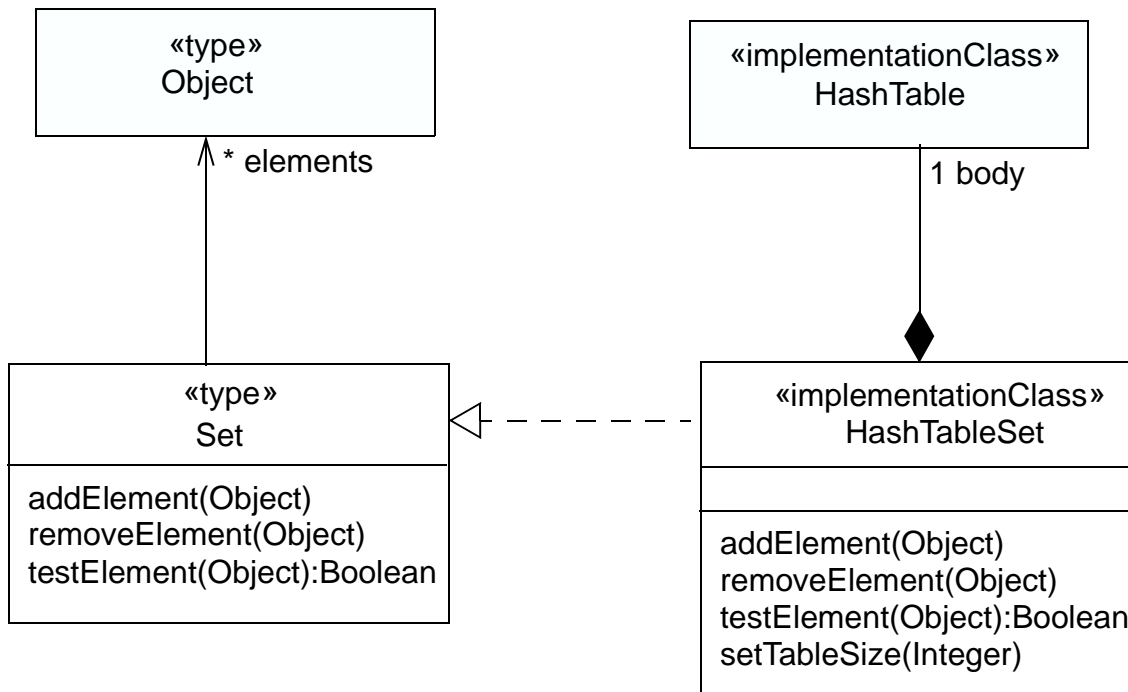 «type»
Object
* elements
«type»
Set
addElement(Object)
removeElement(Object)
testElement(Object):Boolean
«implementationClass»
HashTable
1 body
«implementationClass»
HashTableSet
addElement(Object)
removeElement(Object)
testElement(Object):Boolean
setTableSize(Integer)